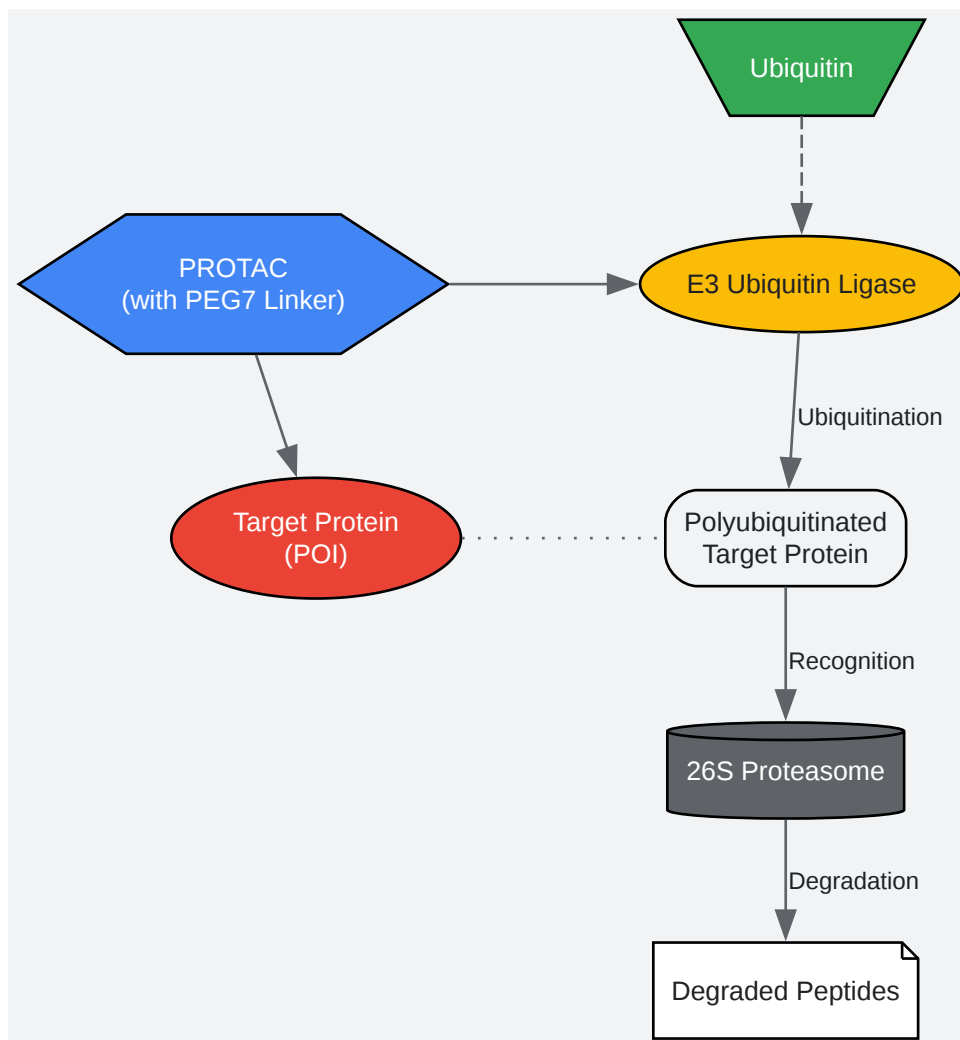 Ubiquitin
PROTAC
(with PEG7 Linker)
E3 Ubiquitin Ligase
Ubiquitination
Target Protein
(POI)
Polyubiquitinated
Target Protein
Recognition
26S Proteasome
Degradation
Degraded Peptides